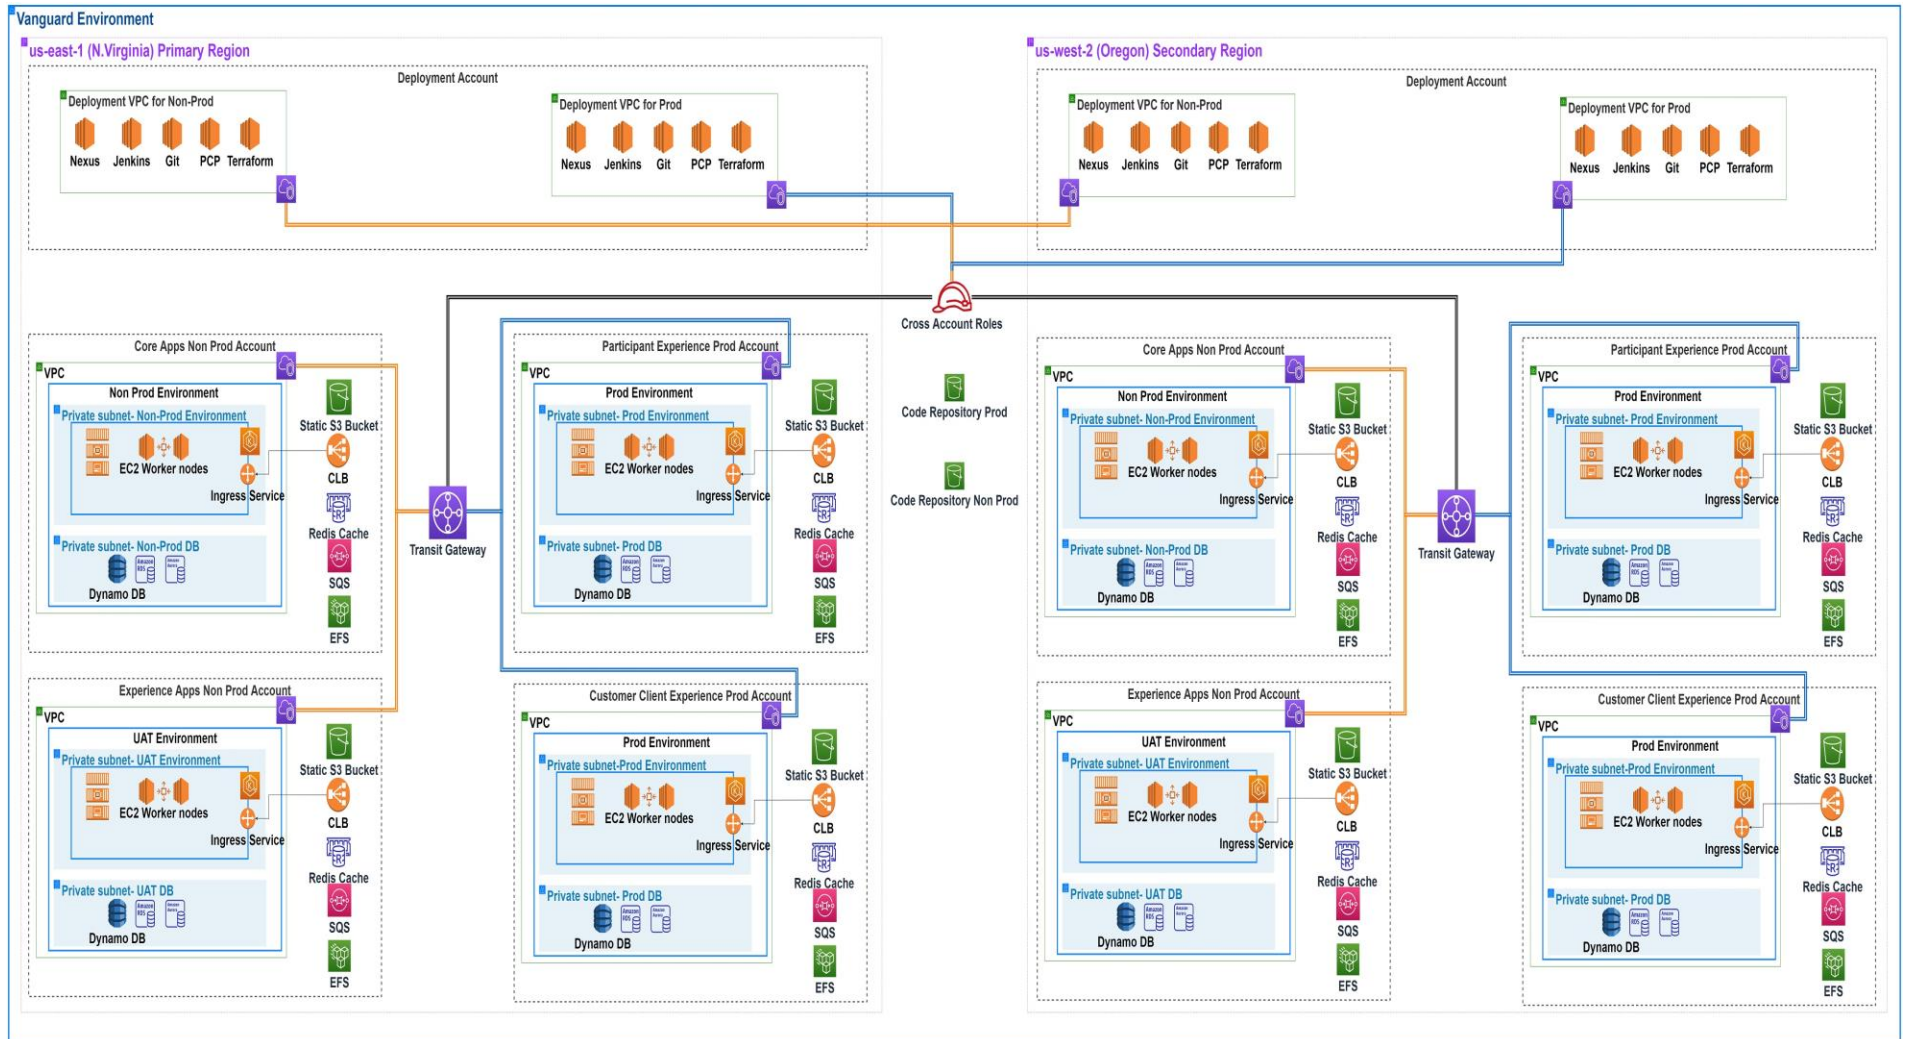 Vanguard Environment
us-east-1 (N.Virginia) Primary Region
Deployment Account
Deployment VPC for Non-Prod
Nexus Jenkins Git PCP Terraform
Deployment VPC for Prod
Nexus Jenkins Git PCP Terraform
us-west-2 (Oregon) Secondary Region
Deployment Account
Deployment VPC for Non-Prod
Nexus Jenkins Git PCP Terraform
Deployment VPC for Prod
Nexus Jenkins Git PCP Terraform
Cross Account Roles
Code Repository Prod
Code Repository Non Prod
Core Apps Non Prod Account
VPC
Non Prod Environment
Private subnet- Non-Prod Environment
EC2 Worker nodes
Ingress Service
Private subnet- Non-Prod DB
Amazon RDS
Dynamo DB
Static S3 Bucket
CLB
R
Redis Cache
SQS
EFS
Transit Gateway
Participant Experience Prod Account
VPC
Prod Environment
Private subnet- Prod Environment
EC2 Worker nodes
Ingress Service
Private subnet- Prod DB
Amazon RDS
Dynamo DB
Static S3 Bucket
CLB
R
Redis Cache
SQS
EFS
Experience Apps Non Prod Account
VPC
UAT Environment
Private subnet- UAT Environment
EC2 Worker nodes
Ingress Service
Private subnet- UAT DB
Amazon RDS
Dynamo DB
Static S3 Bucket
CLB
R
Redis Cache
SQS
EFS
Customer Client Experience Prod Account
VPC
Prod Environment
Private subnet-Prod Environment
EC2 Worker nodes
Ingress Service
Private subnet- Prod DB
Amazon RDS
Dynamo DB
Static S3 Bucket
CLB
R
Redis Cache
SQS
EFS
Core Apps Non Prod Account
VPC
Non Prod Environment
Private subnet- Non-Prod Environment
EC2 Worker nodes
Ingress Service
Private subnet- Non-Prod DB
Amazon RDS
Dynamo DB
Static S3 Bucket
CLB
R
Redis Cache
SQS
EFS
Transit Gateway
Participant Experience Prod Account
VPC
Prod Environment
Private subnet- Prod Environment
EC2 Worker nodes
Ingress Service
Private subnet- Prod DB
Amazon RDS
Dynamo DB
Static S3 Bucket
CLB
R
Redis Cache
SQS
EFS
Experience Apps Non Prod Account
VPC
UAT Environment
Private subnet- UAT Environment
EC2 Worker nodes
Ingress Service
Private subnet- UAT DB
Amazon RDS
Dynamo DB
Static S3 Bucket
CLB
R
Redis Cache
SQS
EFS
Customer Client Experience Prod Account
VPC
Prod Environment
Private subnet-Prod Environment
EC2 Worker nodes
Ingress Service
Private subnet- Prod DB
Amazon RDS
Dynamo DB
Static S3 Bucket
CLB
R
Redis Cache
SQS
EFS